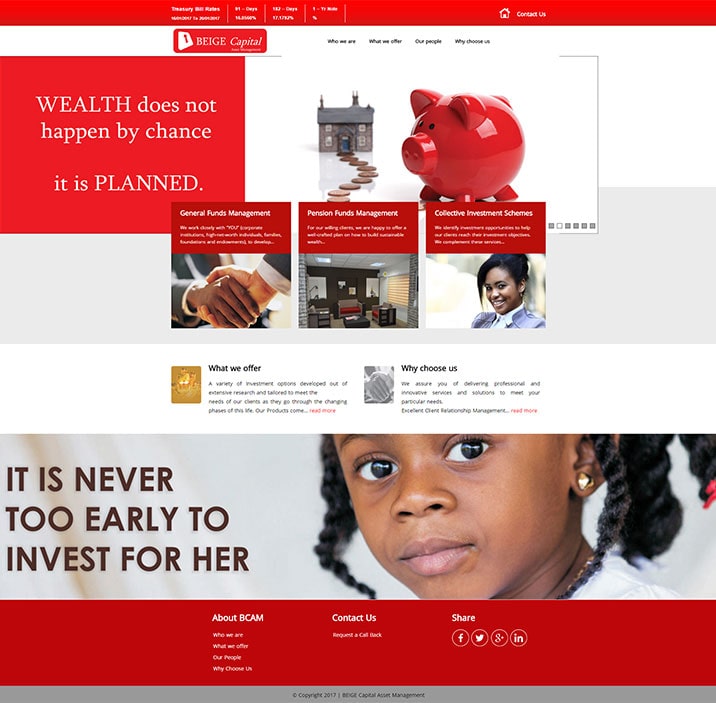 Treasury Bill Rates
16/01/2017 To 20/01/2017
91 - Days
16.8560%
182 - Days
17.1792%
1 - Yr Note
%
Contact Us
1 BEIGE Capital
Asset Management
Who we are
What we offer
Our people
Why choose us
WEALTH does not
happen by chance
it is PLANNED.
General Funds Management
We work closely with "YOU" (corporate
institutions, high-net-worth individuals, families,
foundations and endowments), to develop...
Pension Funds Management
For our willing clients, we are happy to offer a
well-crafted plan on how to build sustainable
wealth...
Collective Investment Schemes
We identify investment opportunities to help
our clients reach their investment objectives.
We complement these services...
What we offer
A variety of investment options developed out of
extensive research and tailored to meet the
needs of our clients as they go through the changing
phases of this life. Our Products come... read more
Why choose us
We assure you of delivering professional and
innovative services and solutions to meet your
particular needs.
Excellent Client Relationship Management... read more
IT IS NEVER
TOO EARLY TO
INVEST FOR HER
About BCAM
Who we are
What we offer
Our People
Why Choose Us
Contact Us
Request a Call Back
Share
© Copyright 2017 | BEIGE Capital Asset Management